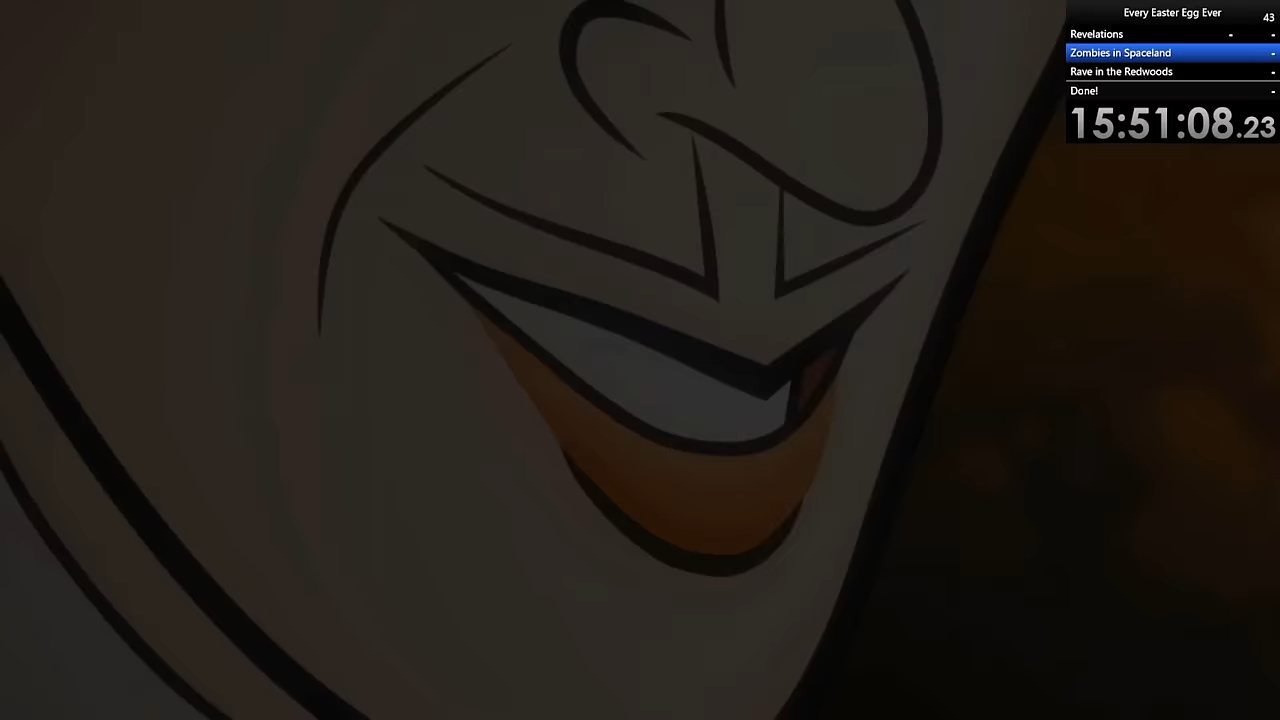 Every Easter Egg Ever
43
Revelations - -
Zombies in Spaceland -
Rave in the Redwoods -
Done! -
15:51:08.23